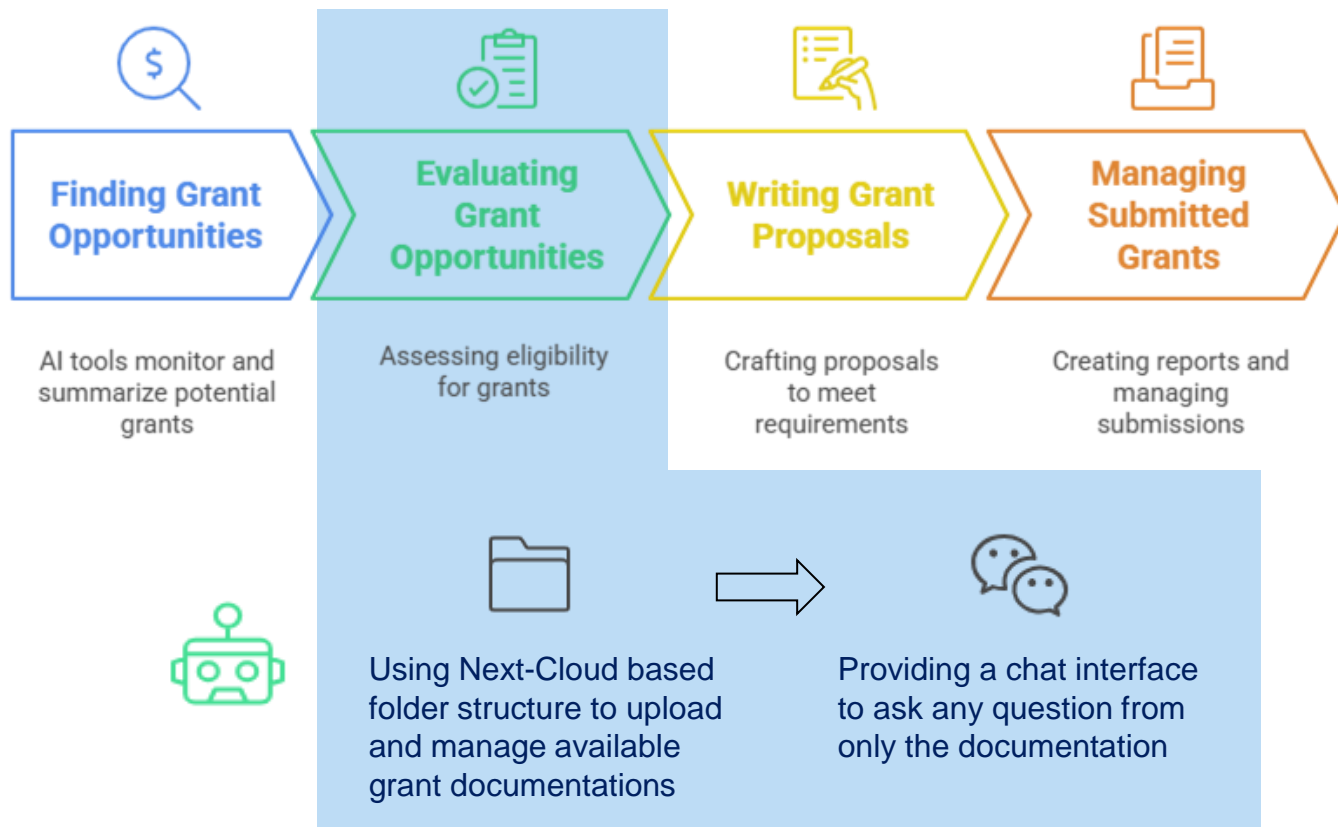 $
Finding Grant
Opportunities
Evaluating
Grant
Opportunities
Writing Grant
Proposals
Managing
Submitted
Grants
AI tools monitor and
summarize potential
grants
Assessing eligibility
for grants
Crafting proposals
to meet
requirements
Creating reports and
managing
submissions
Using Next-Cloud based
folder structure to upload
and manage available
grant documentations
Providing a chat interface
to ask any question from
only the documentation